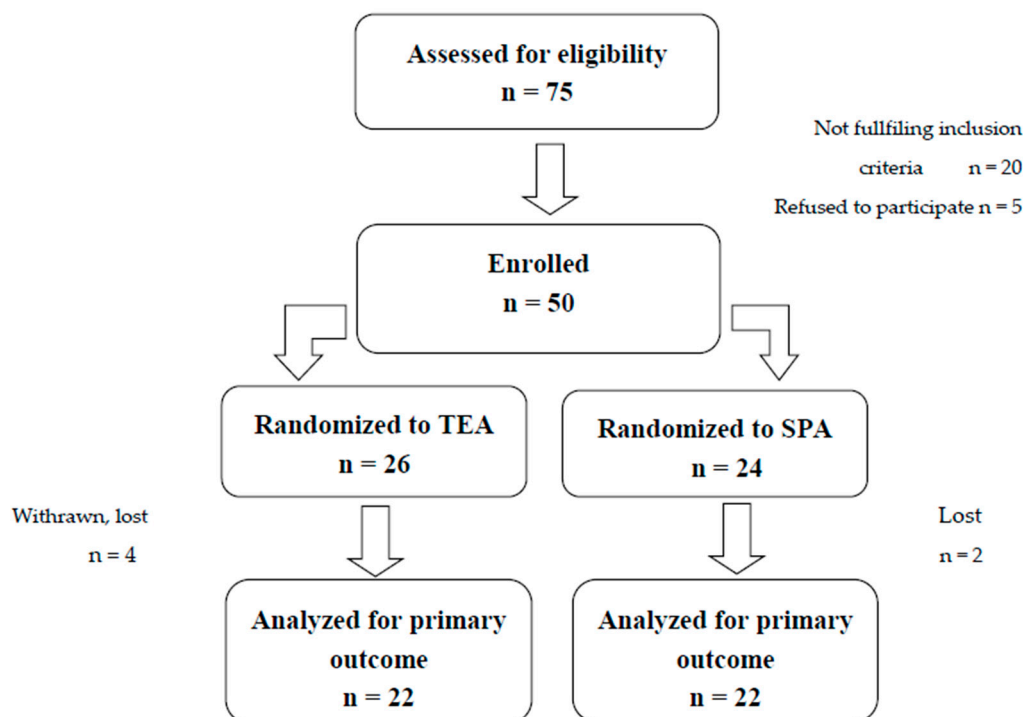 Assessed for eligibility
n = 75
Not fullfiling inclusion
criteria n = 20
Refused to participate n = 5
Enrolled
n = 50
Randomized to TEA
n = 26
Randomized to SPA
n = 24
Withrawn, lost
n = 4
Lost
n = 2
Analyzed for primary
outcome
n = 22
Analyzed for primary
outcome
n = 22